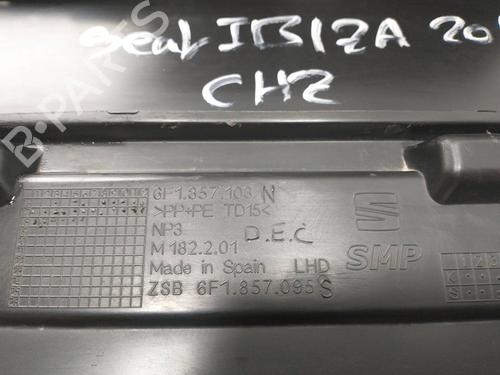 Seat IBIZA 20
CHZ
B-PARTS
6F1.857.103 N
>PP+PE TD15<
NP3
D.E.C
M 182.2.01
SMP
Made in Spain LHD
ZSB 6F1.857.095 S